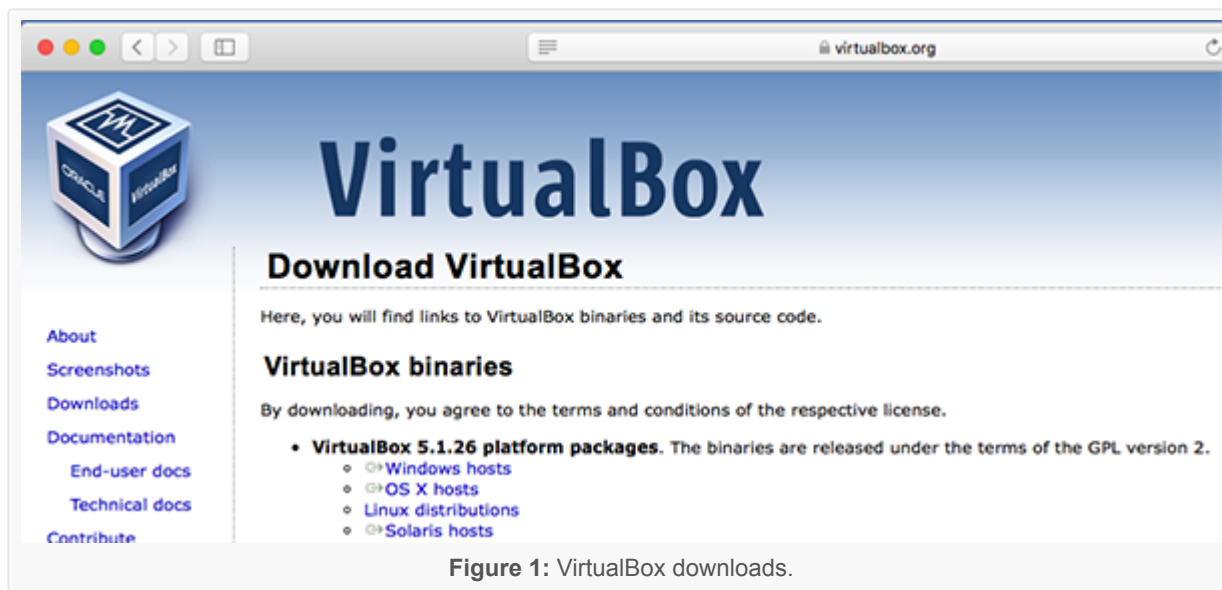 virtualbox.org
ORACLE
VirtualBox
VirtualBox
Download VirtualBox
Here, you will find links to VirtualBox binaries and its source code.
VirtualBox binaries
By downloading, you agree to the terms and conditions of the respective license.
• VirtualBox 5.1.26 platform packages. The binaries are released under the terms of the GPL version 2.
Windows hosts
OS X hosts
Linux distributions
Solaris hosts
About
Screenshots
Downloads
Documentation
End-user docs
Technical docs
Contribute
Figure 1: VirtualBox downloads.